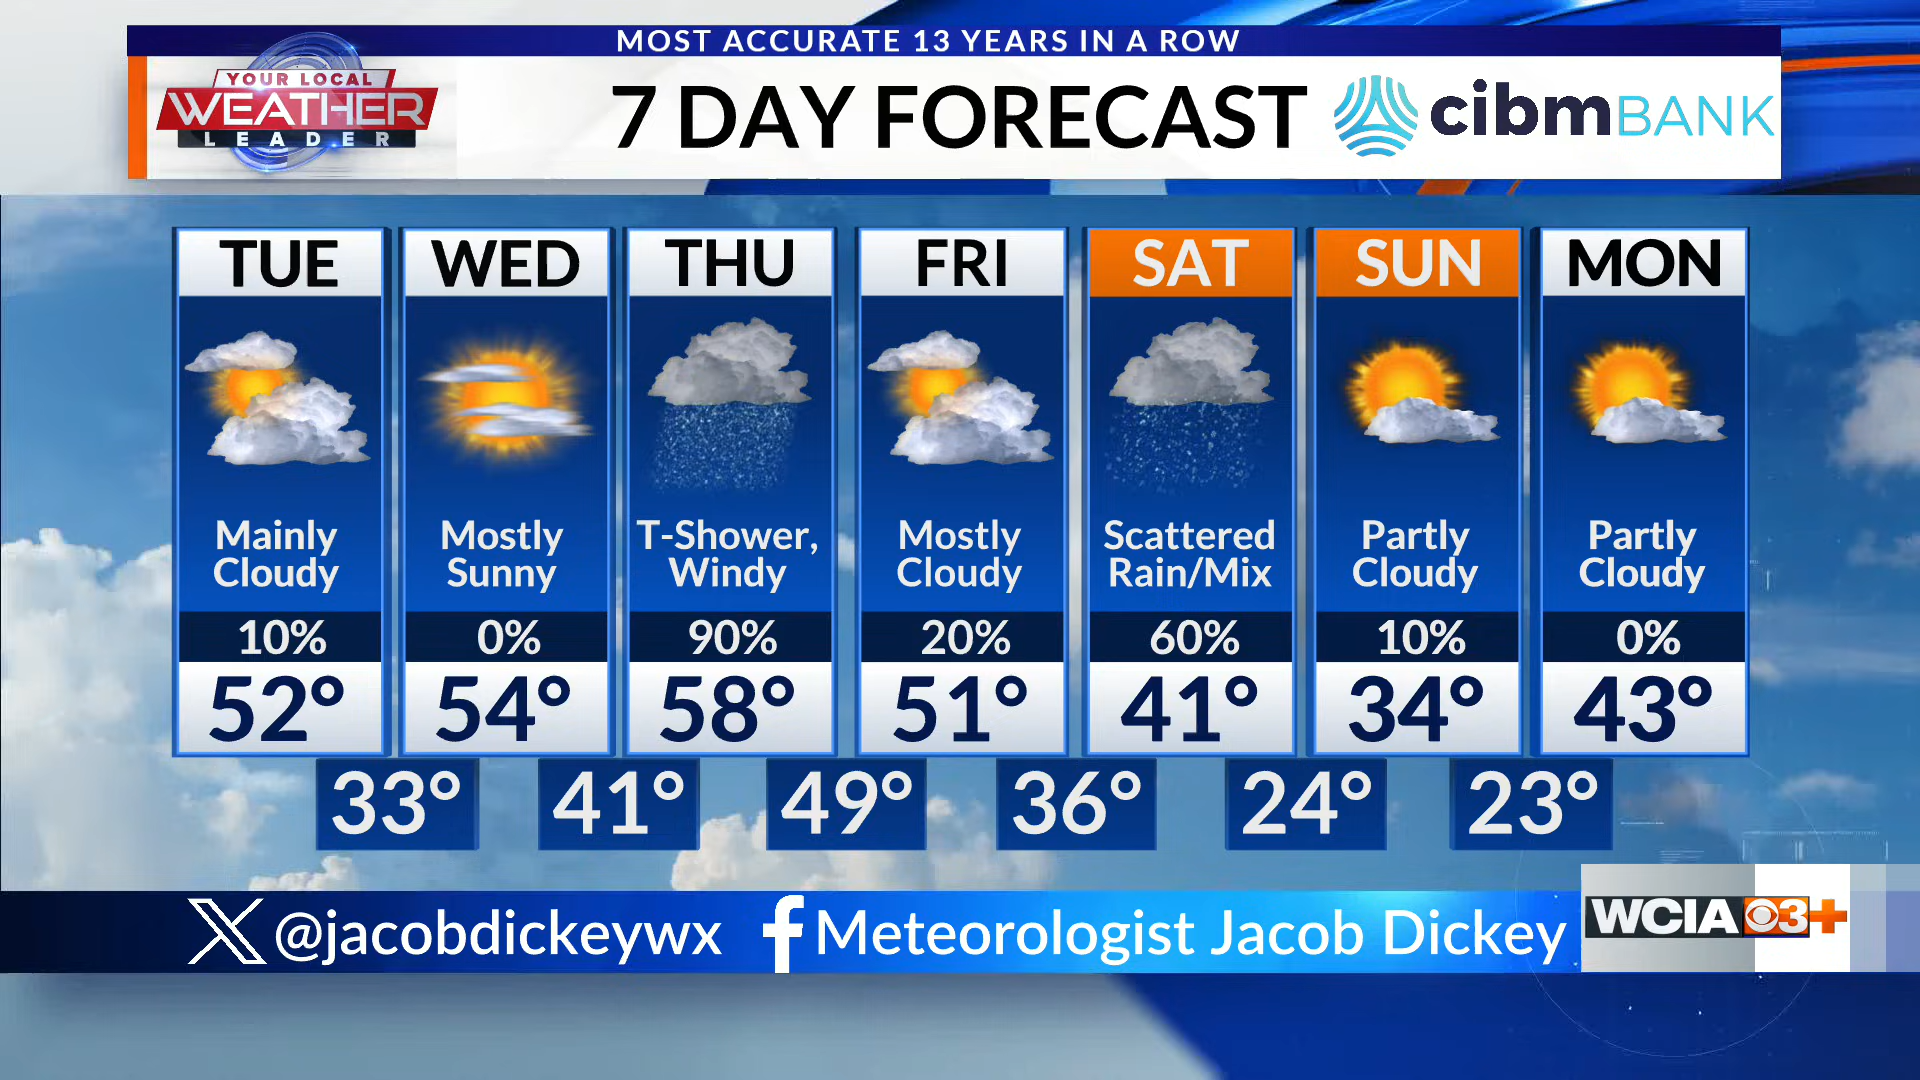 MOST ACCURATE 13 YEARS IN A ROW
YOUR LOCAL
WEATHER
LEADER
7 DAY FORECAST
cibm BANK
TUE WED THU FRI SAT SUN MON
Mainly Mostly T-Shower, Mostly Scattered Partly Partly
Cloudy Sunny Windy Cloudy Rain/Mix Cloudy Cloudy
10% 0% 90% 20% 60% 10% 0%
52° 54° 58° 51° 41° 34° 43°
33° 41° 49° 36° 24° 23°
X @jacobdickeywx f Meteorologist Jacob Dickey
WCIA 3+